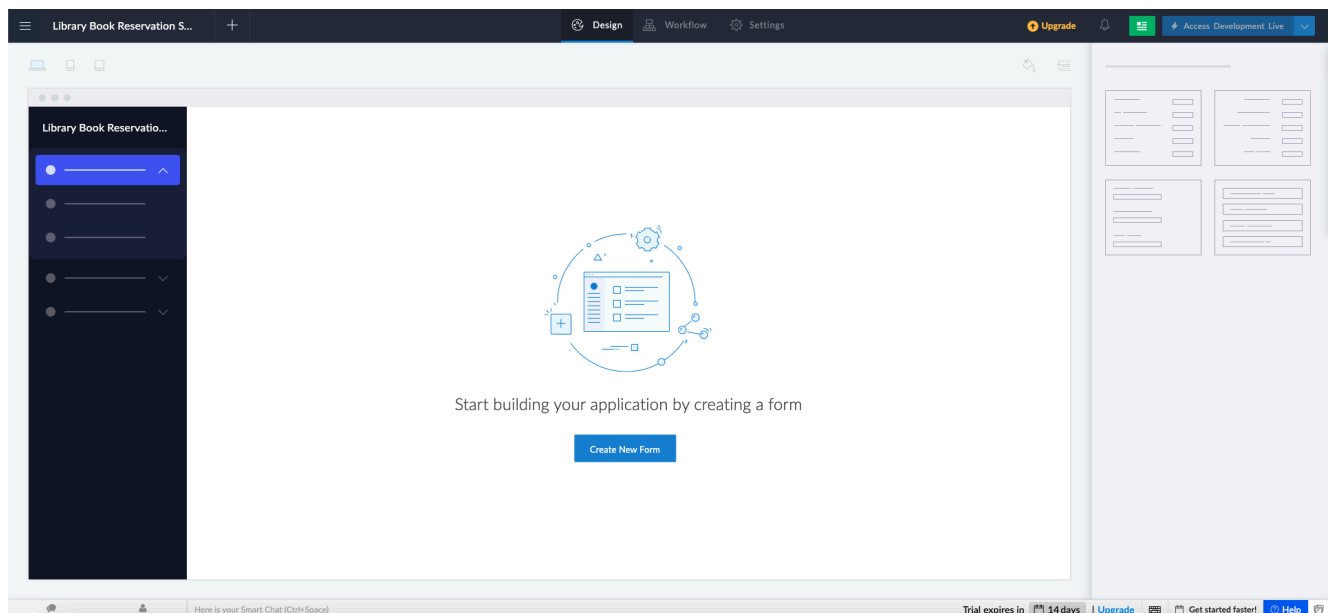 Library Book Reservation S...
Design
Workflow
Settings
Upgrade
Access Development Live
Library Book Reservatio...
Start building your application by creating a form
Create New Form
Here is your Smart Chat (Ctrl+Space)
Trial expires in 14 days | Upgrade
Get started faster!
Help